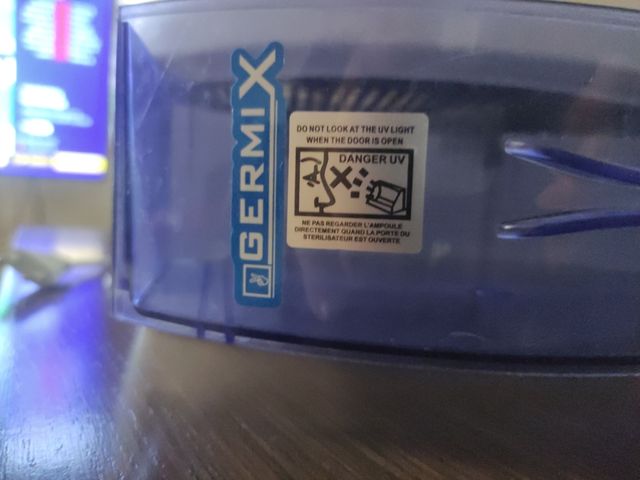 GERMIX
DO NOT LOOK AT THE UV LIGHT
WHEN THE DOOR IS OPEN
DANGER UV
NE PAS REGARDER L'AMPOULE
DIRECTEMENT QUAND LA PORTE DU
STERILISATEUR EST OUVERTE